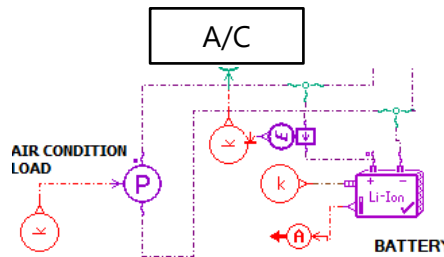 A/C
AIR CONDITION
LOAD
P
k
k
k
Li-Ion
+ −
A
BATTERY